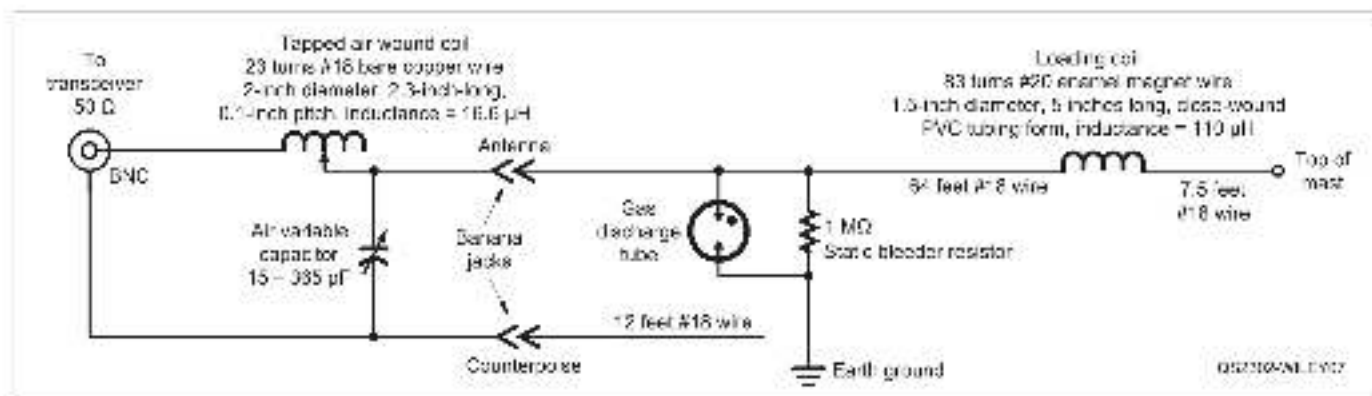 To
transceiver
50 Ω
BNC
Tapped air wound coil
23 turns #18 bare copper wire
2-inch diameter, 2.3-inch-long,
0.1-inch pitch, inductance = 16.6 µH
Air variable
capacitor
15 – 365 pF
Antenna
Banana
jacks
Counterpoise
12 feet #18 wire
Gas
discharge
tube
1 MΩ
Static bleeder resistor
Earth ground
64 feet #18 wire
Loading coil
83 turns #20 enamel magnet wire
1.5-inch diameter, 5 inches long, close-wound
PVC tubing form, inductance = 110 µH
7.5 feet
#18 wire
Top of
mast